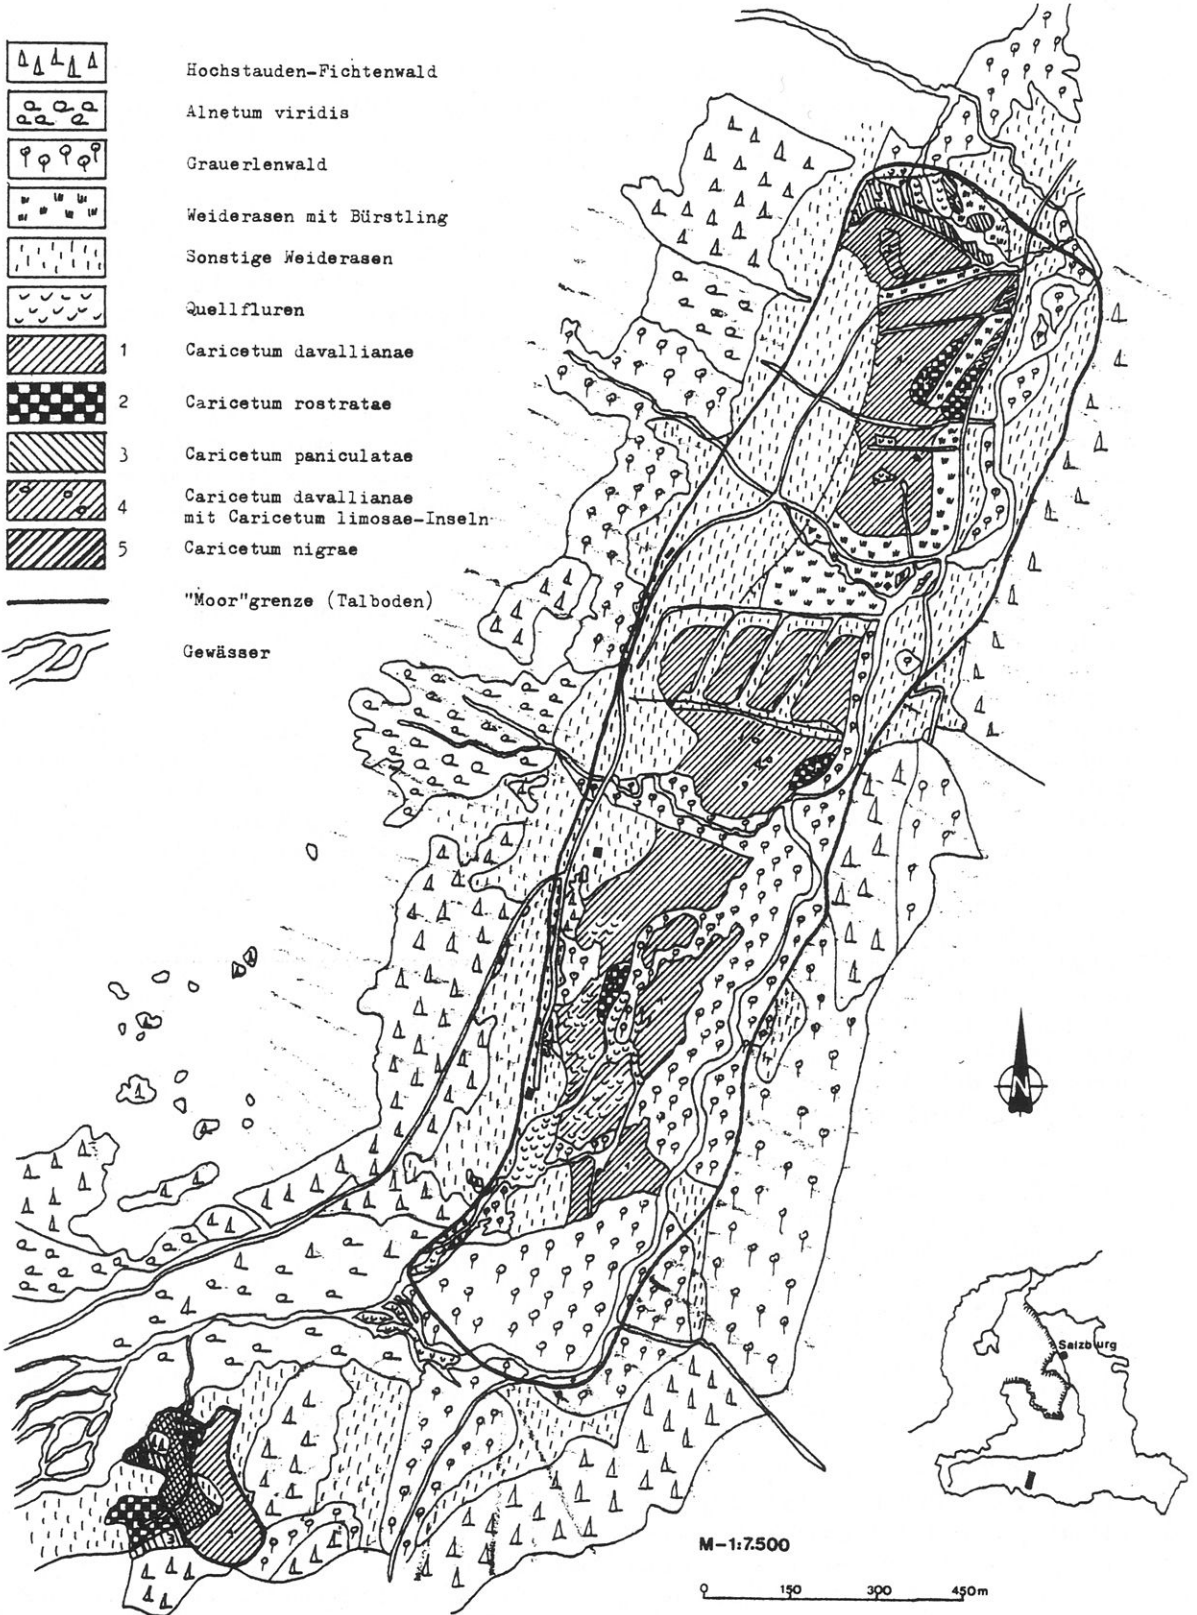 Hochstauden-Fichtenwald
Alnetum viridis
Grauerlenwald
Weiderasen mit Bürstling
Sonstige Weiderasen
Quellfluren
1 Caricetum davallianae
2 Caricetum rostratae
3 Caricetum paniculatae
4 Caricetum davallianae
mit Caricetum limosae-Inseln
5 Caricetum nigrae
"Moor"grenze (Talboden)
Gewässer
N
Salzburg
M-1:7.500
0 150 300 450m